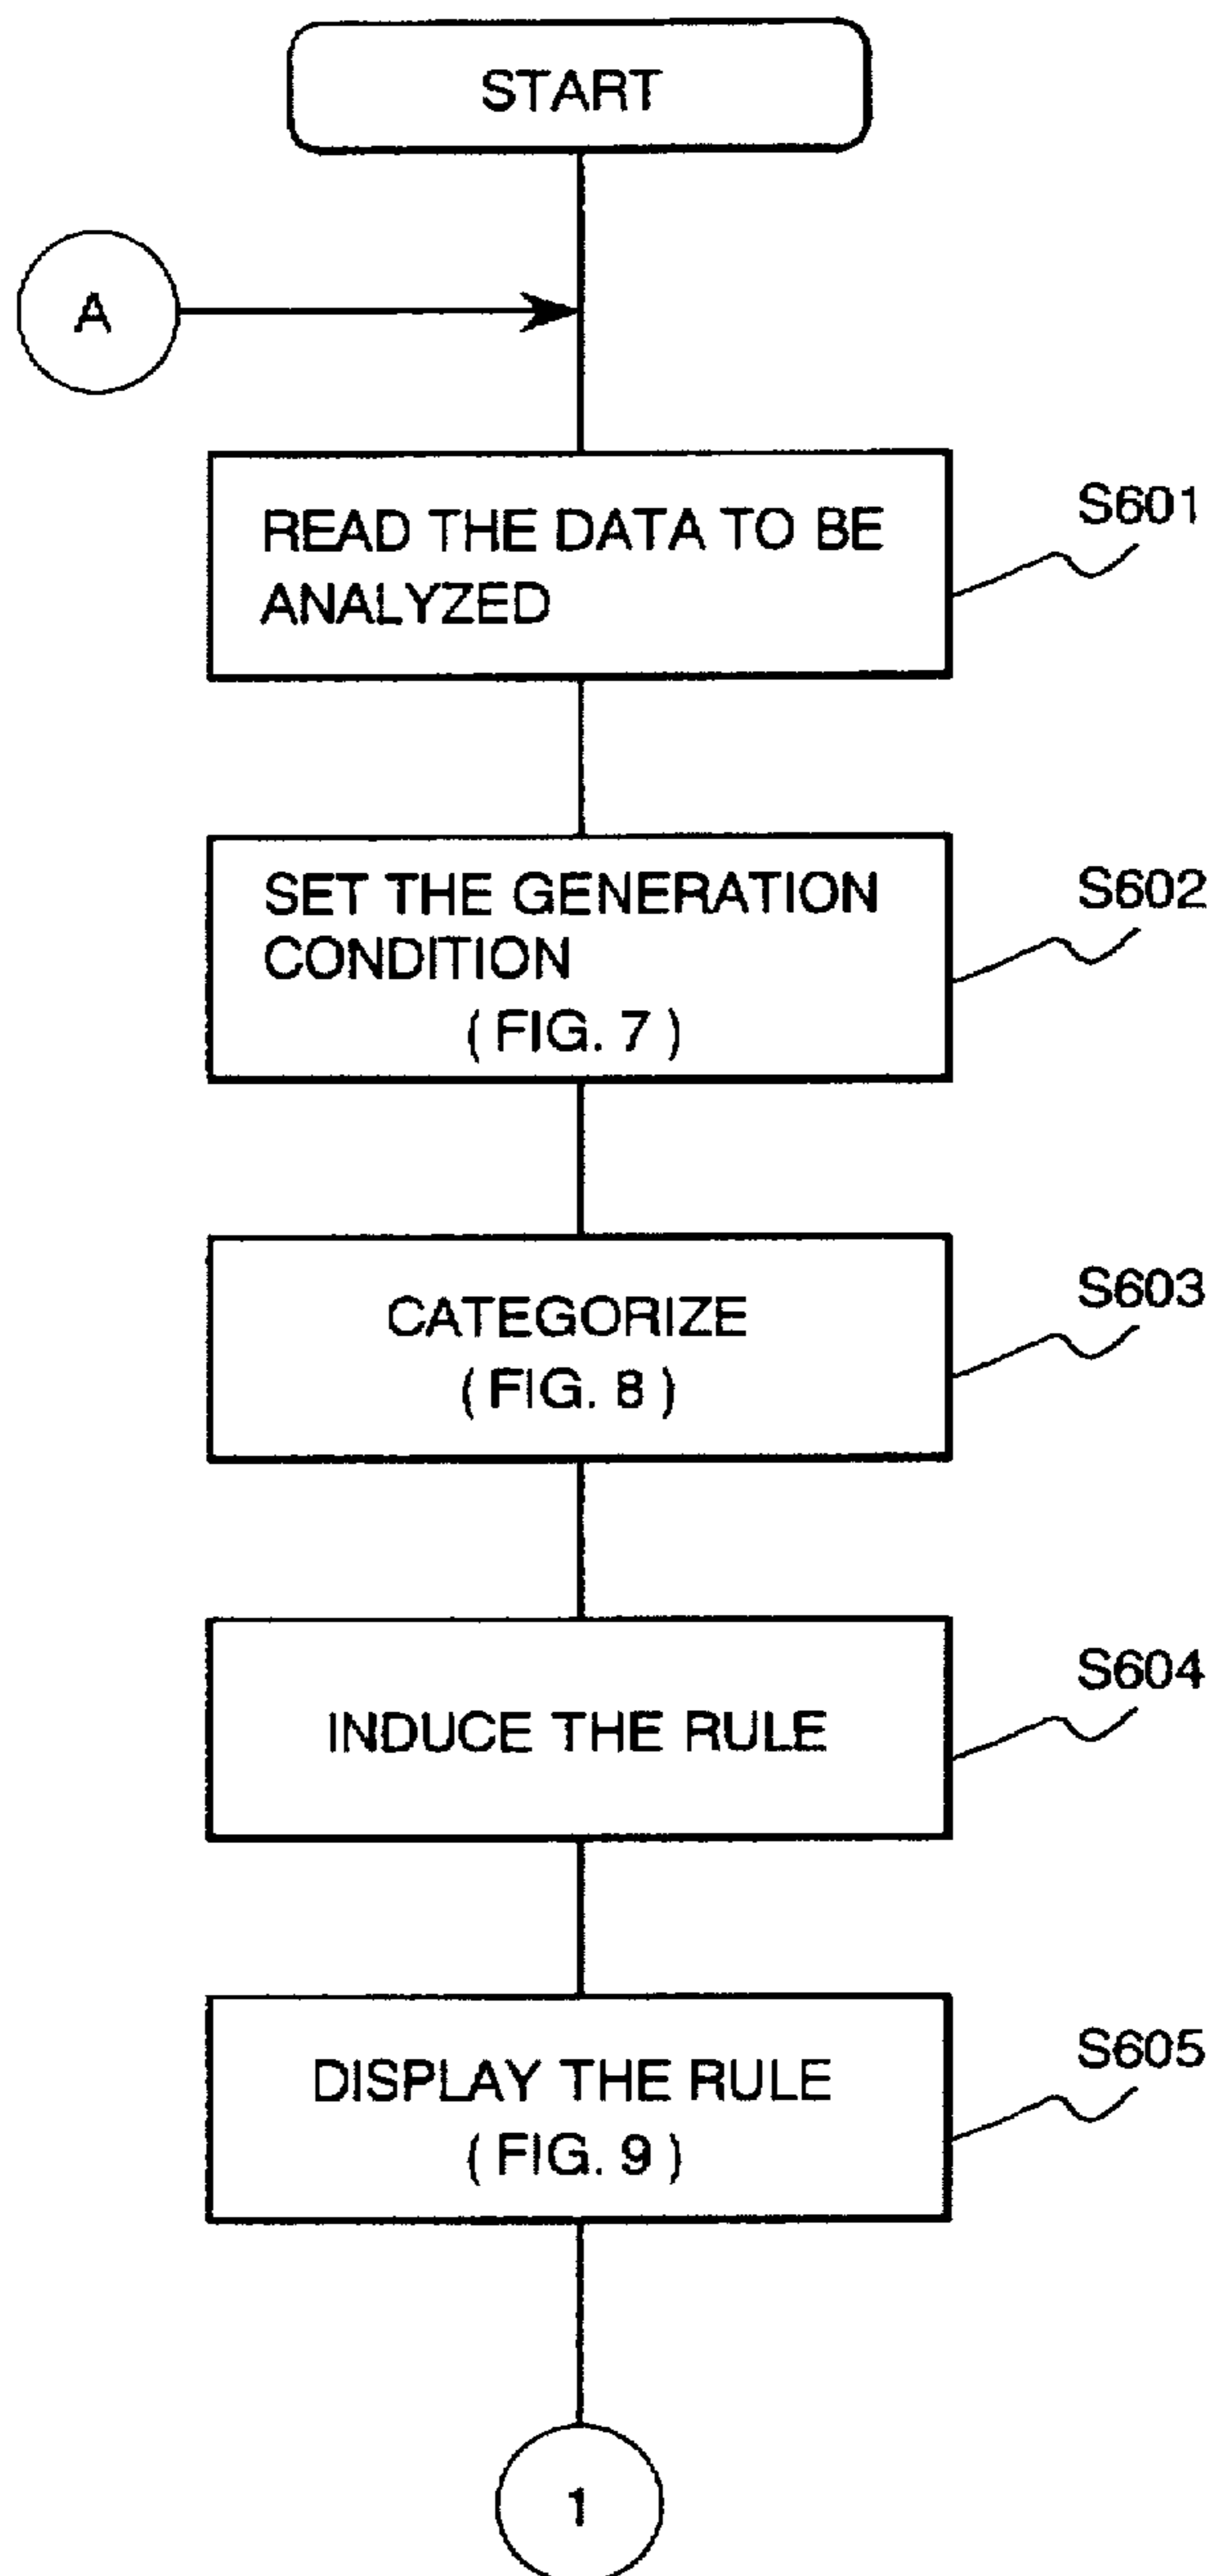 START
A
READ THE DATA TO BE
ANALYZED
S601
SET THE GENERATION
CONDITION
( FIG. 7 )
S602
CATEGORIZE
( FIG. 8 )
S603
INDUCE THE RULE
S604
DISPLAY THE RULE
( FIG. 9 )
S605
1